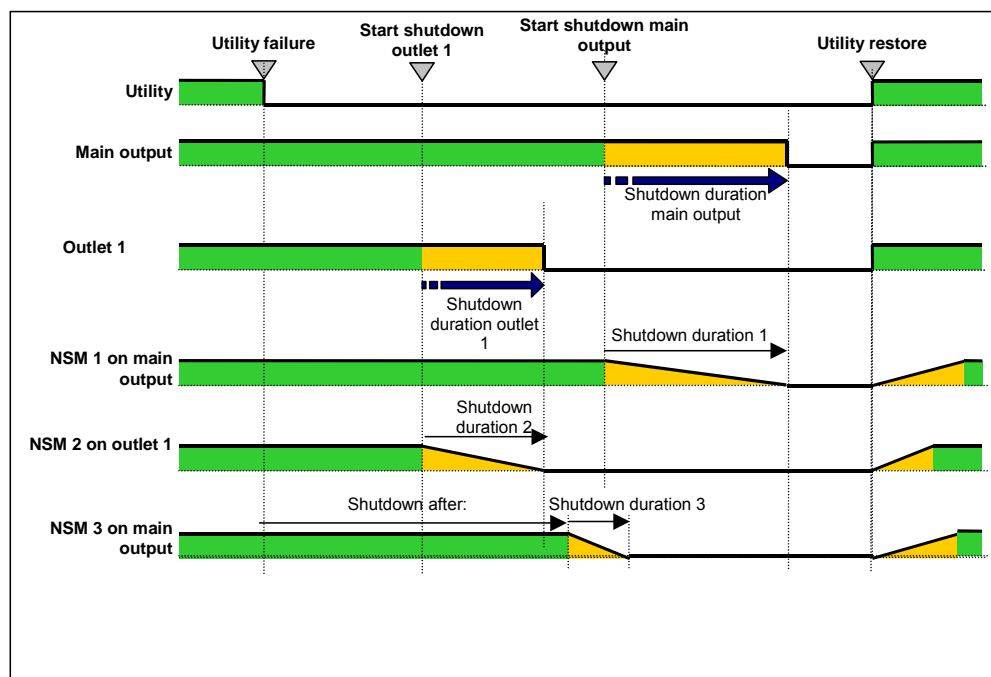 Utility failure
Start shutdown
outlet 1
Start shutdown main
output
Utility restore
Utility
Main output
Shutdown duration
main output
Outlet 1
Shutdown
duration outlet
1
NSM 1 on main
output
Shutdown duration 1
NSM 2 on outlet 1
Shutdown
duration 2
NSM 3 on main
output
Shutdown after:
Shutdown duration 3